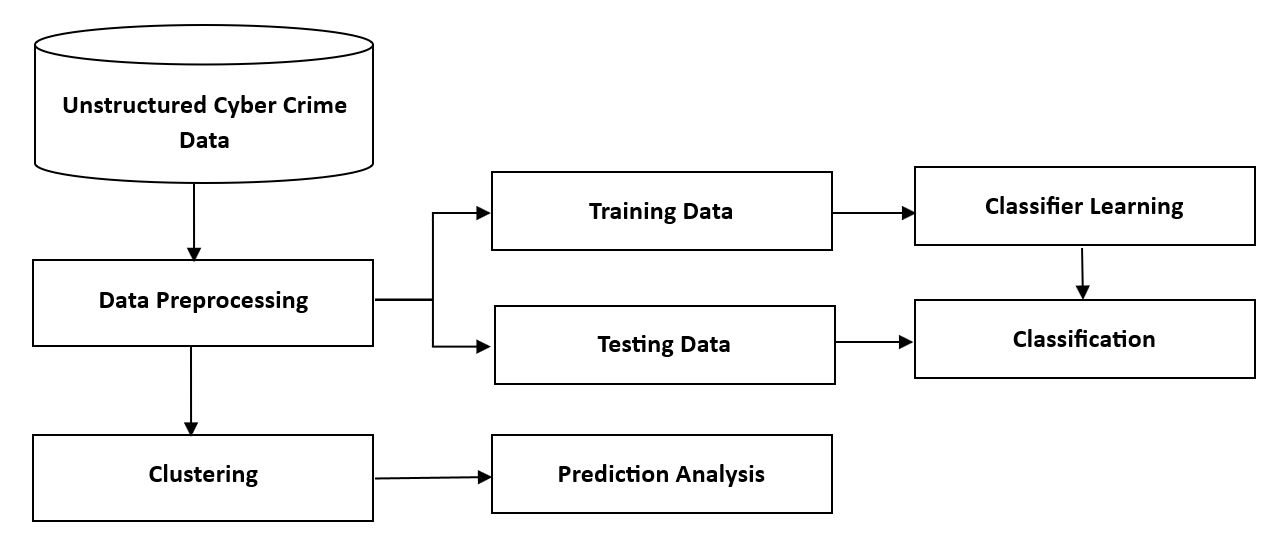 Unstructured Cyber Crime
Data
Training Data
Classifier Learning
Data Preprocessing
Testing Data
Classification
Clustering
Prediction Analysis